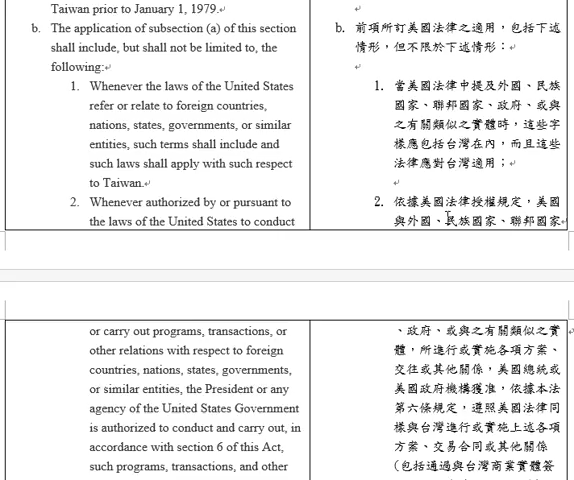 Taiwan prior to January 1, 1979.
b. The application of subsection (a) of this section
shall include, but shall not be limited to, the
following:
1. Whenever the laws of the United States
refer or relate to foreign countries,
nations, states, governments, or similar
entities, such terms shall include and
such laws shall apply with such respect
to Taiwan.
2. Whenever authorized by or pursuant to
the laws of the United States to conduct
or carry out programs, transactions, or
other relations with respect to foreign
countries, nations, states, governments,
or similar entities, the President or any
agency of the United States Government
is authorized to conduct and carry out, in
accordance with section 6 of this Act,
such programs, transactions, and other
b. 前項所訂美國法律之適用，包括下述
情形，但不限於下述情形：
1. 當美國法律中提及外國、民族
國家、聯邦國家、政府、或與
之有關類似之實體時，這些字
樣應包括台灣在內，而且這些
法律應對台灣適用；
2. 依據美國法律授權規定，美國
與外國、民族國家、聯邦國家
、政府、或與之有關類似之實
體，所進行或實施各項方案、
交往或其他關係，美國總統或
美國政府機構獲准，依據本法
第六條規定，遵照美國法律同
樣與台灣進行或實施上述各項
方案、交易合同或其他關係
(包括通過與台灣商業實體簽